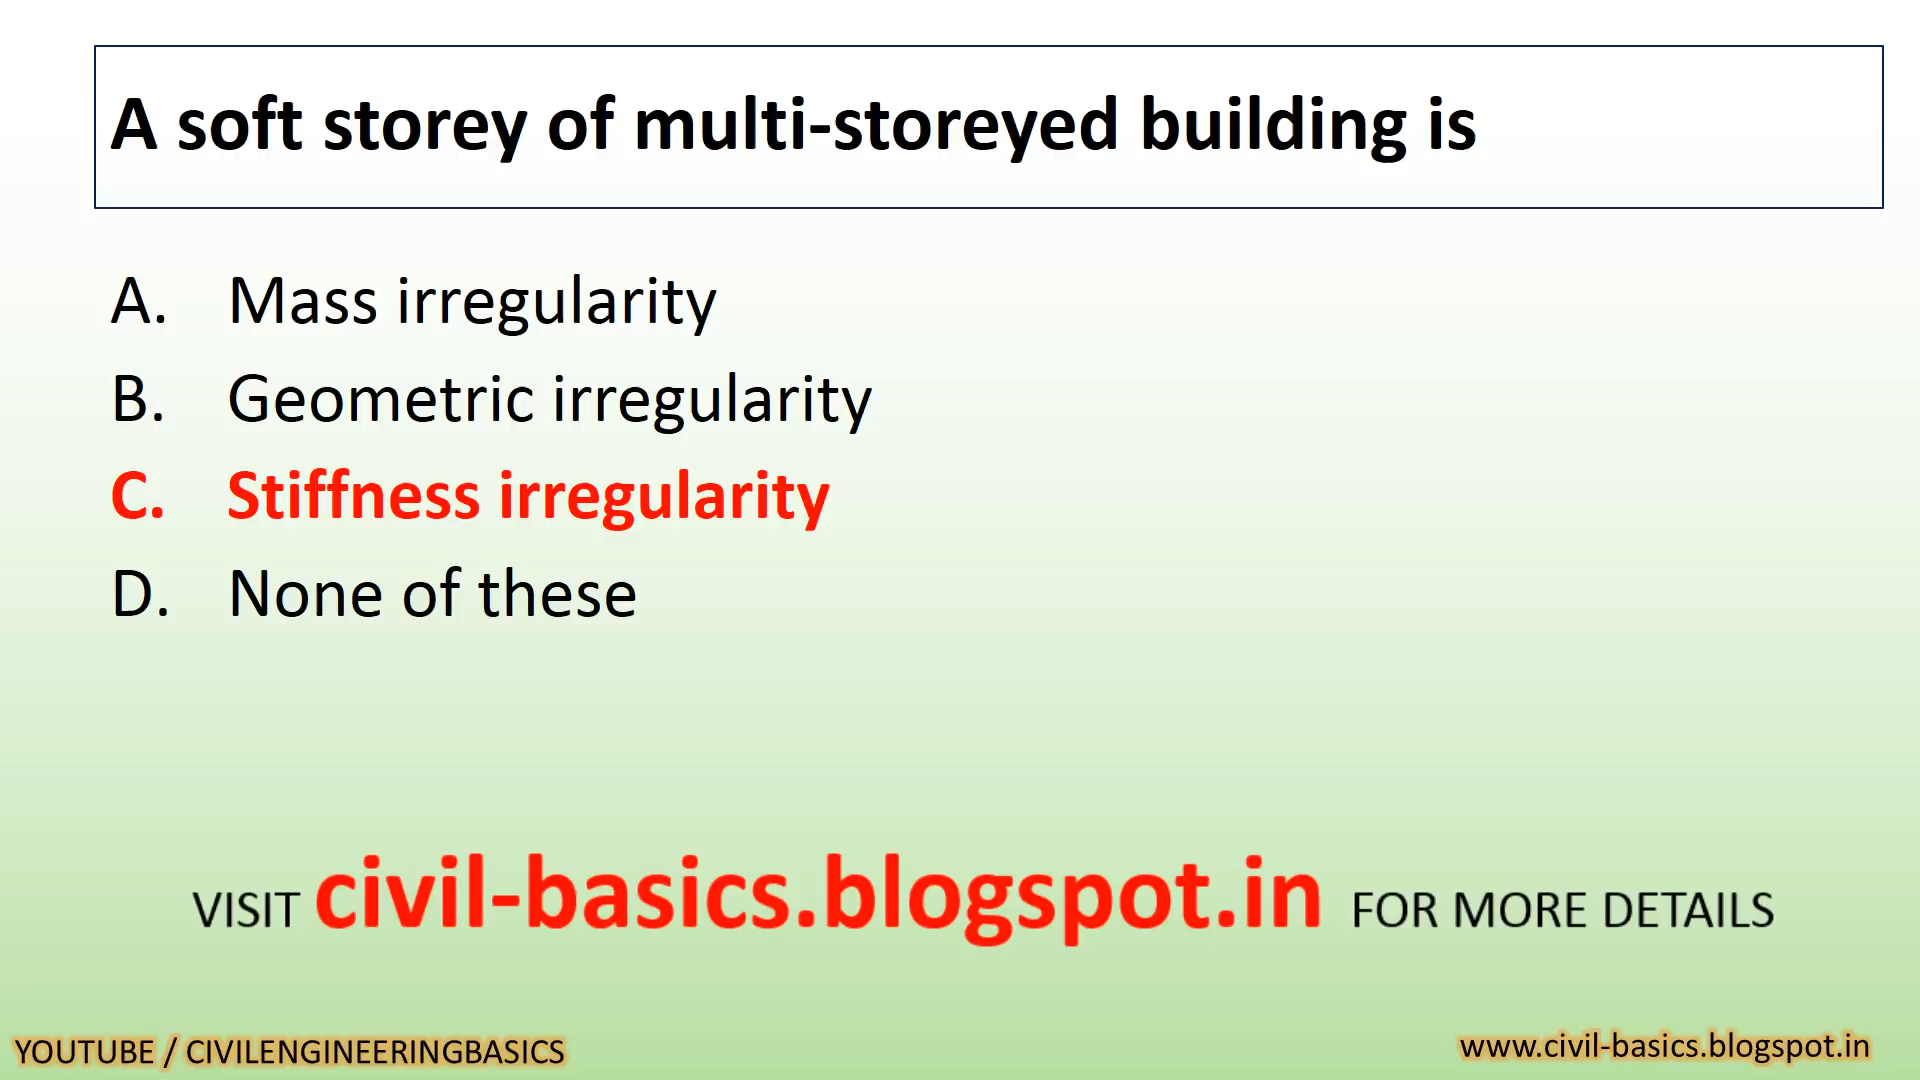 A soft storey of multi-storeyed building is
A. Mass irregularity
B. Geometric irregularity
C. Stiffness irregularity
D. None of these
VISIT civil-basics.blogspot.in FOR MORE DETAILS
YOUTUBE / CIVILENGINEERINGBASICS
www.civil-basics.blogspot.in